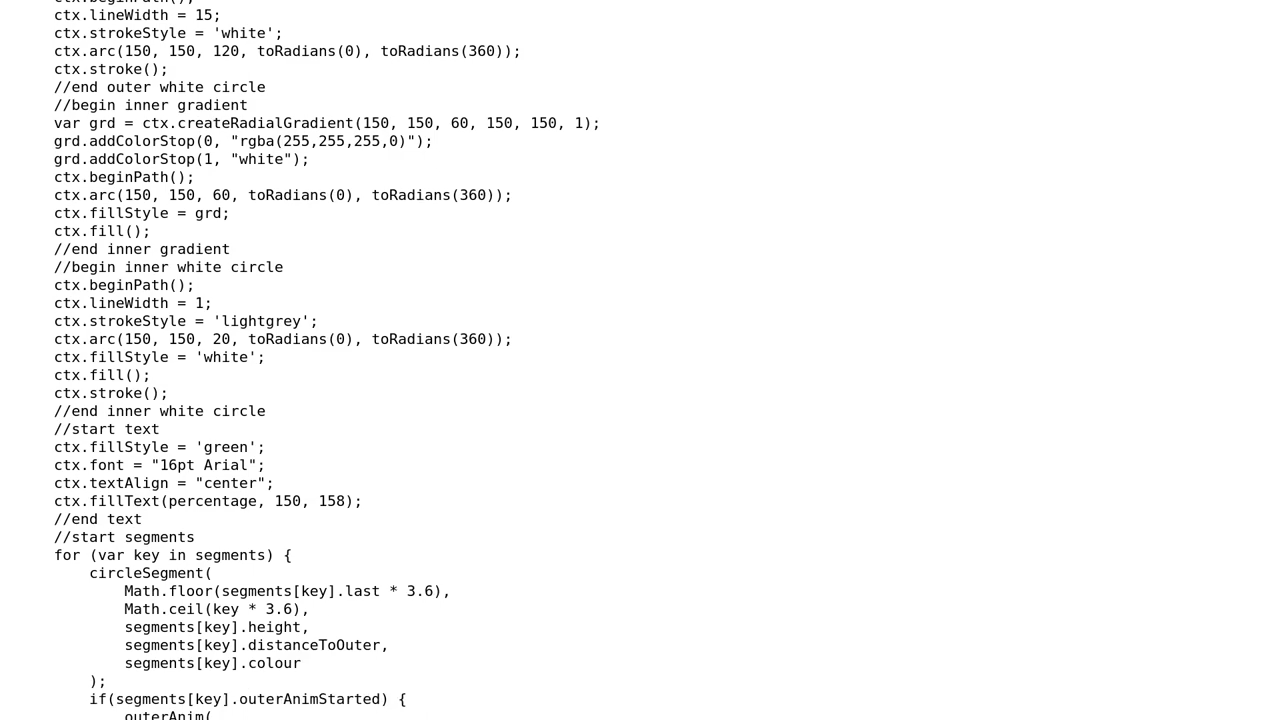 ctx.beginPath();
ctx.lineWidth = 15;
ctx.strokeStyle = 'white';
ctx.arc(150, 150, 120, toRadians(0), toRadians(360));
ctx.stroke();
//end outer white circle
//begin inner gradient
var grd = ctx.createRadialGradient(150, 150, 60, 150, 150, 1);
grd.addColorStop(0, "rgba(255,255,255,0)");
grd.addColorStop(1, "white");
ctx.beginPath();
ctx.arc(150, 150, 60, toRadians(0), toRadians(360));
ctx.fillStyle = grd;
ctx.fill();
//end inner gradient
//begin inner white circle
ctx.beginPath();
ctx.lineWidth = 1;
ctx.strokeStyle = 'lightgrey';
ctx.arc(150, 150, 20, toRadians(0), toRadians(360));
ctx.fillStyle = 'white';
ctx.fill();
ctx.stroke();
//end inner white circle
//start text
ctx.fillStyle = 'green';
ctx.font = "16pt Arial";
ctx.textAlign = "center";
ctx.fillText(percentage, 150, 158);
//end text
//start segments
for (var key in segments) {
    circleSegment(
        Math.floor(segments[key].last * 3.6),
        Math.ceil(key * 3.6),
        segments[key].height,
        segments[key].distanceToOuter,
        segments[key].colour
    );
    if(segments[key].outerAnimStarted) {
        outerAnim(